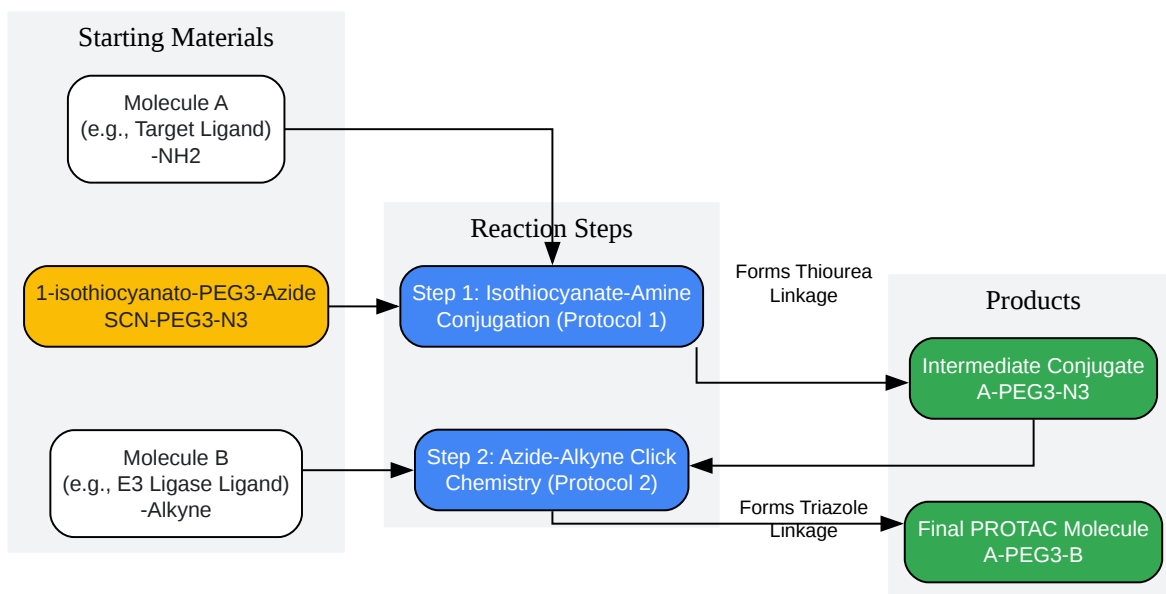 Starting Materials
Molecule A
(e.g., Target Ligand)
-NH2
1-isothiocyanato-PEG3-Azide
SCN-PEG3-N3
Molecule B
(e.g., E3 Ligase Ligand)
-Alkyne
Reaction Steps
Step 1: Isothiocyanate-Amine
Conjugation (Protocol 1)
Step 2: Azide-Alkyne Click
Chemistry (Protocol 2)
Forms Thiourea
Linkage
Forms Triazole
Linkage
Products
Intermediate Conjugate
A-PEG3-N3
Final PROTAC Molecule
A-PEG3-B